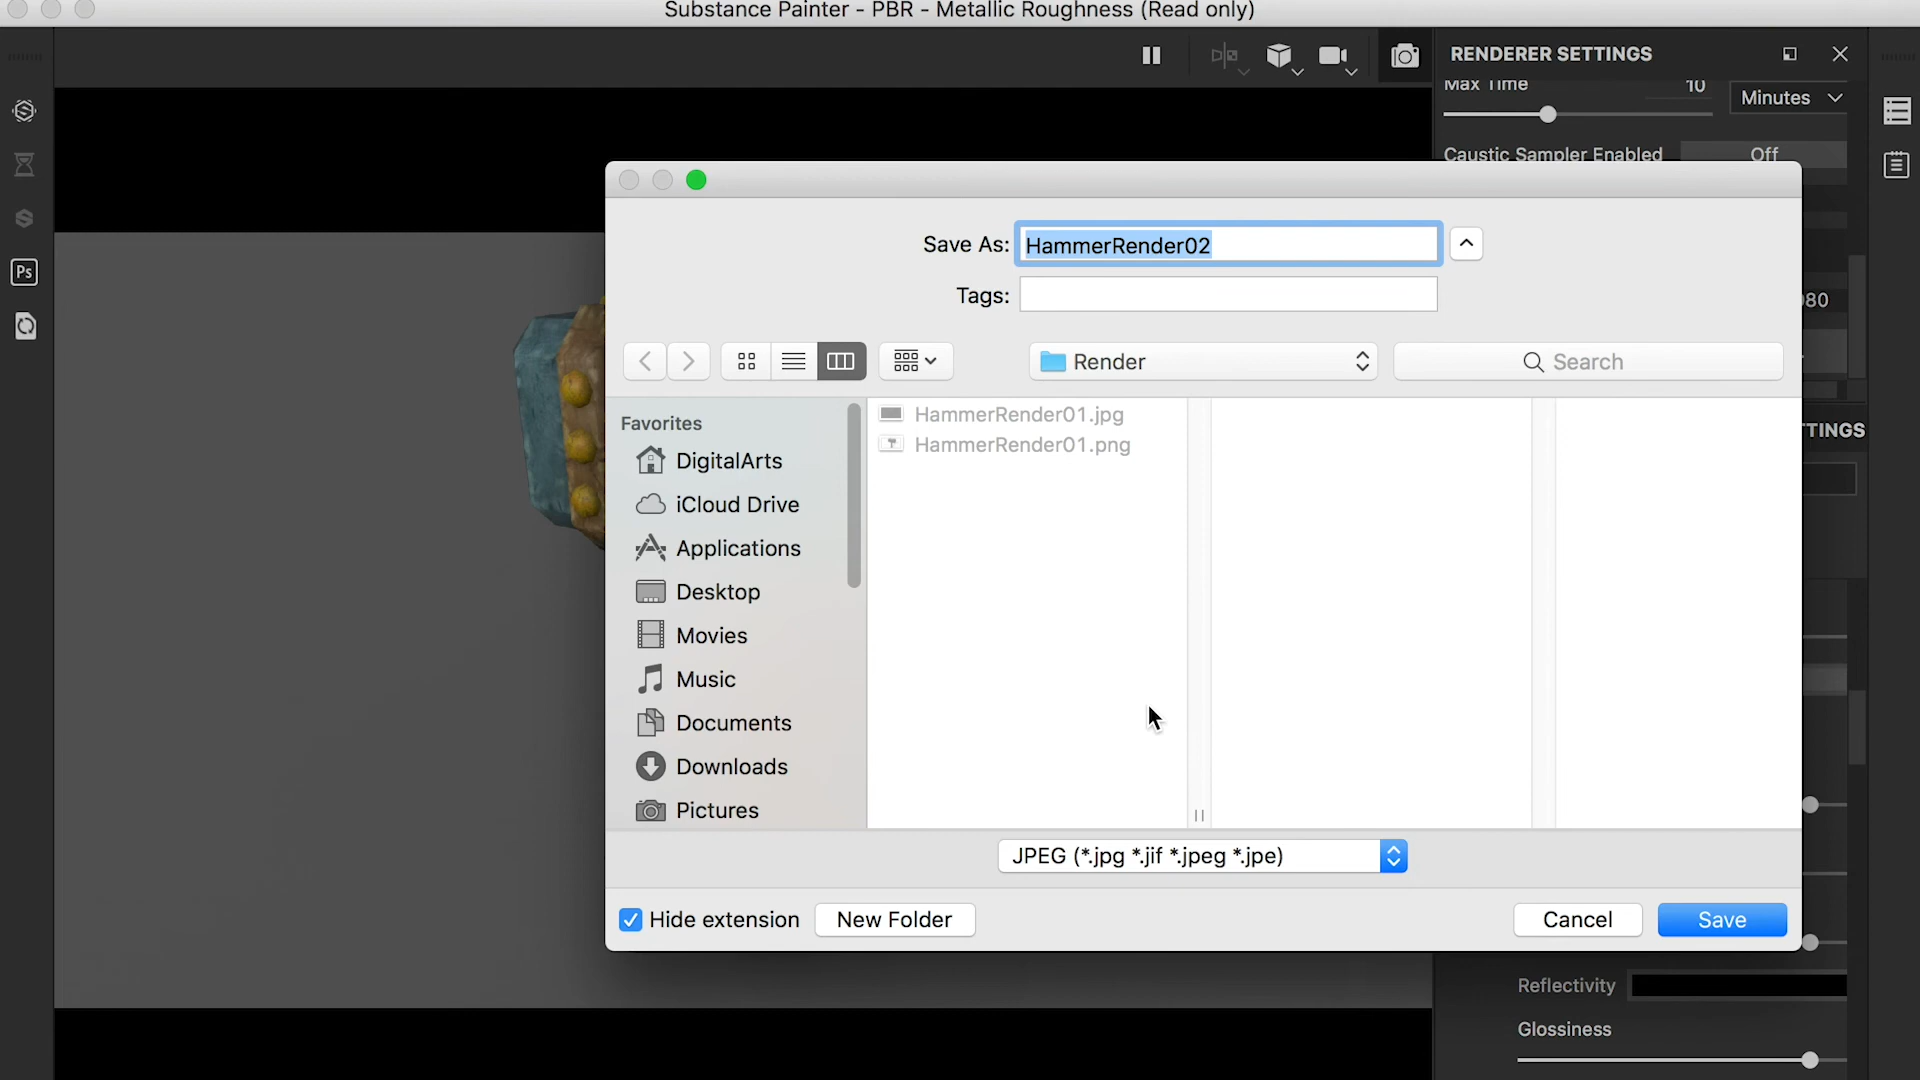 Substance Painter - PBR - Metallic Roughness (Read only)
RENDERER SETTINGS
Max Time 10 Minutes
Caustic Sampler Enabled Off
Save As: HammerRender02
Tags:
Ps
Render
Search
Favorites
DigitalArts
iCloud Drive
Applications
Desktop
Movies
Music
Documents
Downloads
Pictures
HammerRender01.jpg
HammerRender01.png
JPEG (*.jpg *.jif *.jpeg *.jpe)
Hide extension
New Folder
Cancel
Save
Reflectivity
Glossiness